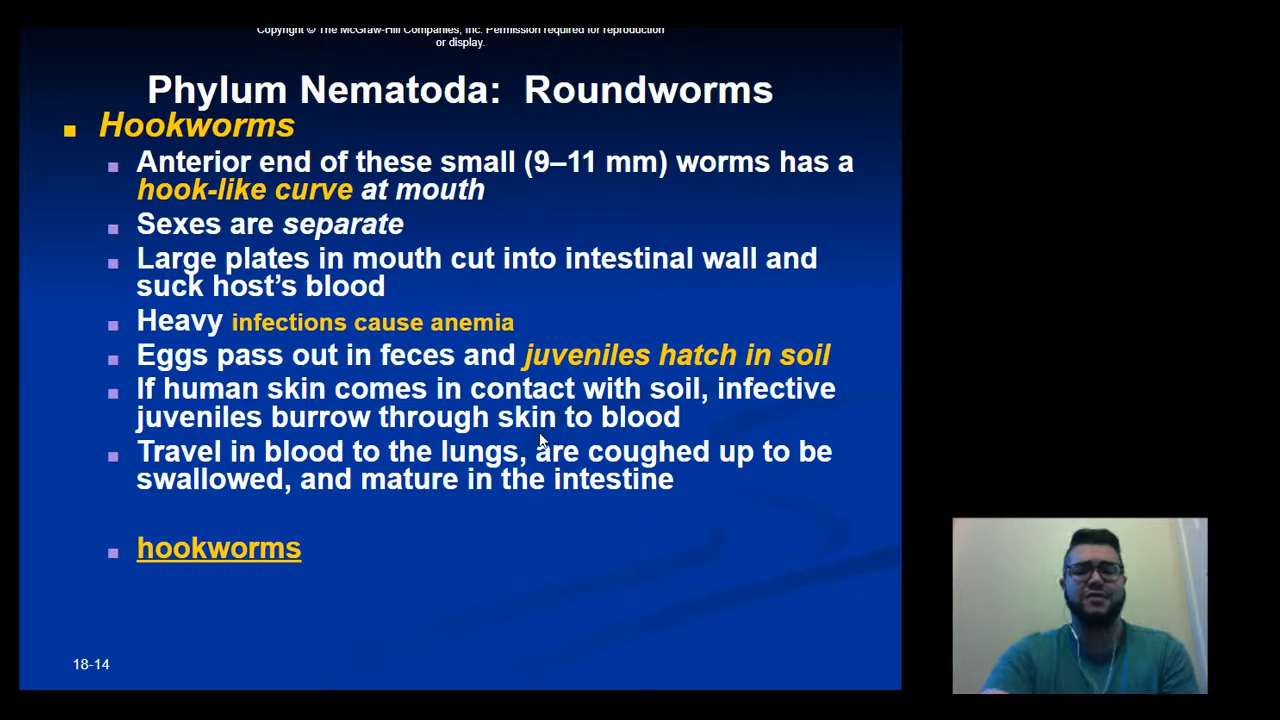 Copyright © The McGraw-Hill Companies, Inc. Permission required for reproduction
or display.
Phylum Nematoda: Roundworms
Hookworms
Anterior end of these small (9–11 mm) worms has a
hook-like curve at mouth
Sexes are separate
Large plates in mouth cut into intestinal wall and
suck host’s blood
Heavy infections cause anemia
Eggs pass out in feces and juveniles hatch in soil
If human skin comes in contact with soil, infective
juveniles burrow through skin to blood
Travel in blood to the lungs, are coughed up to be
swallowed, and mature in the intestine
hookworms
18-14